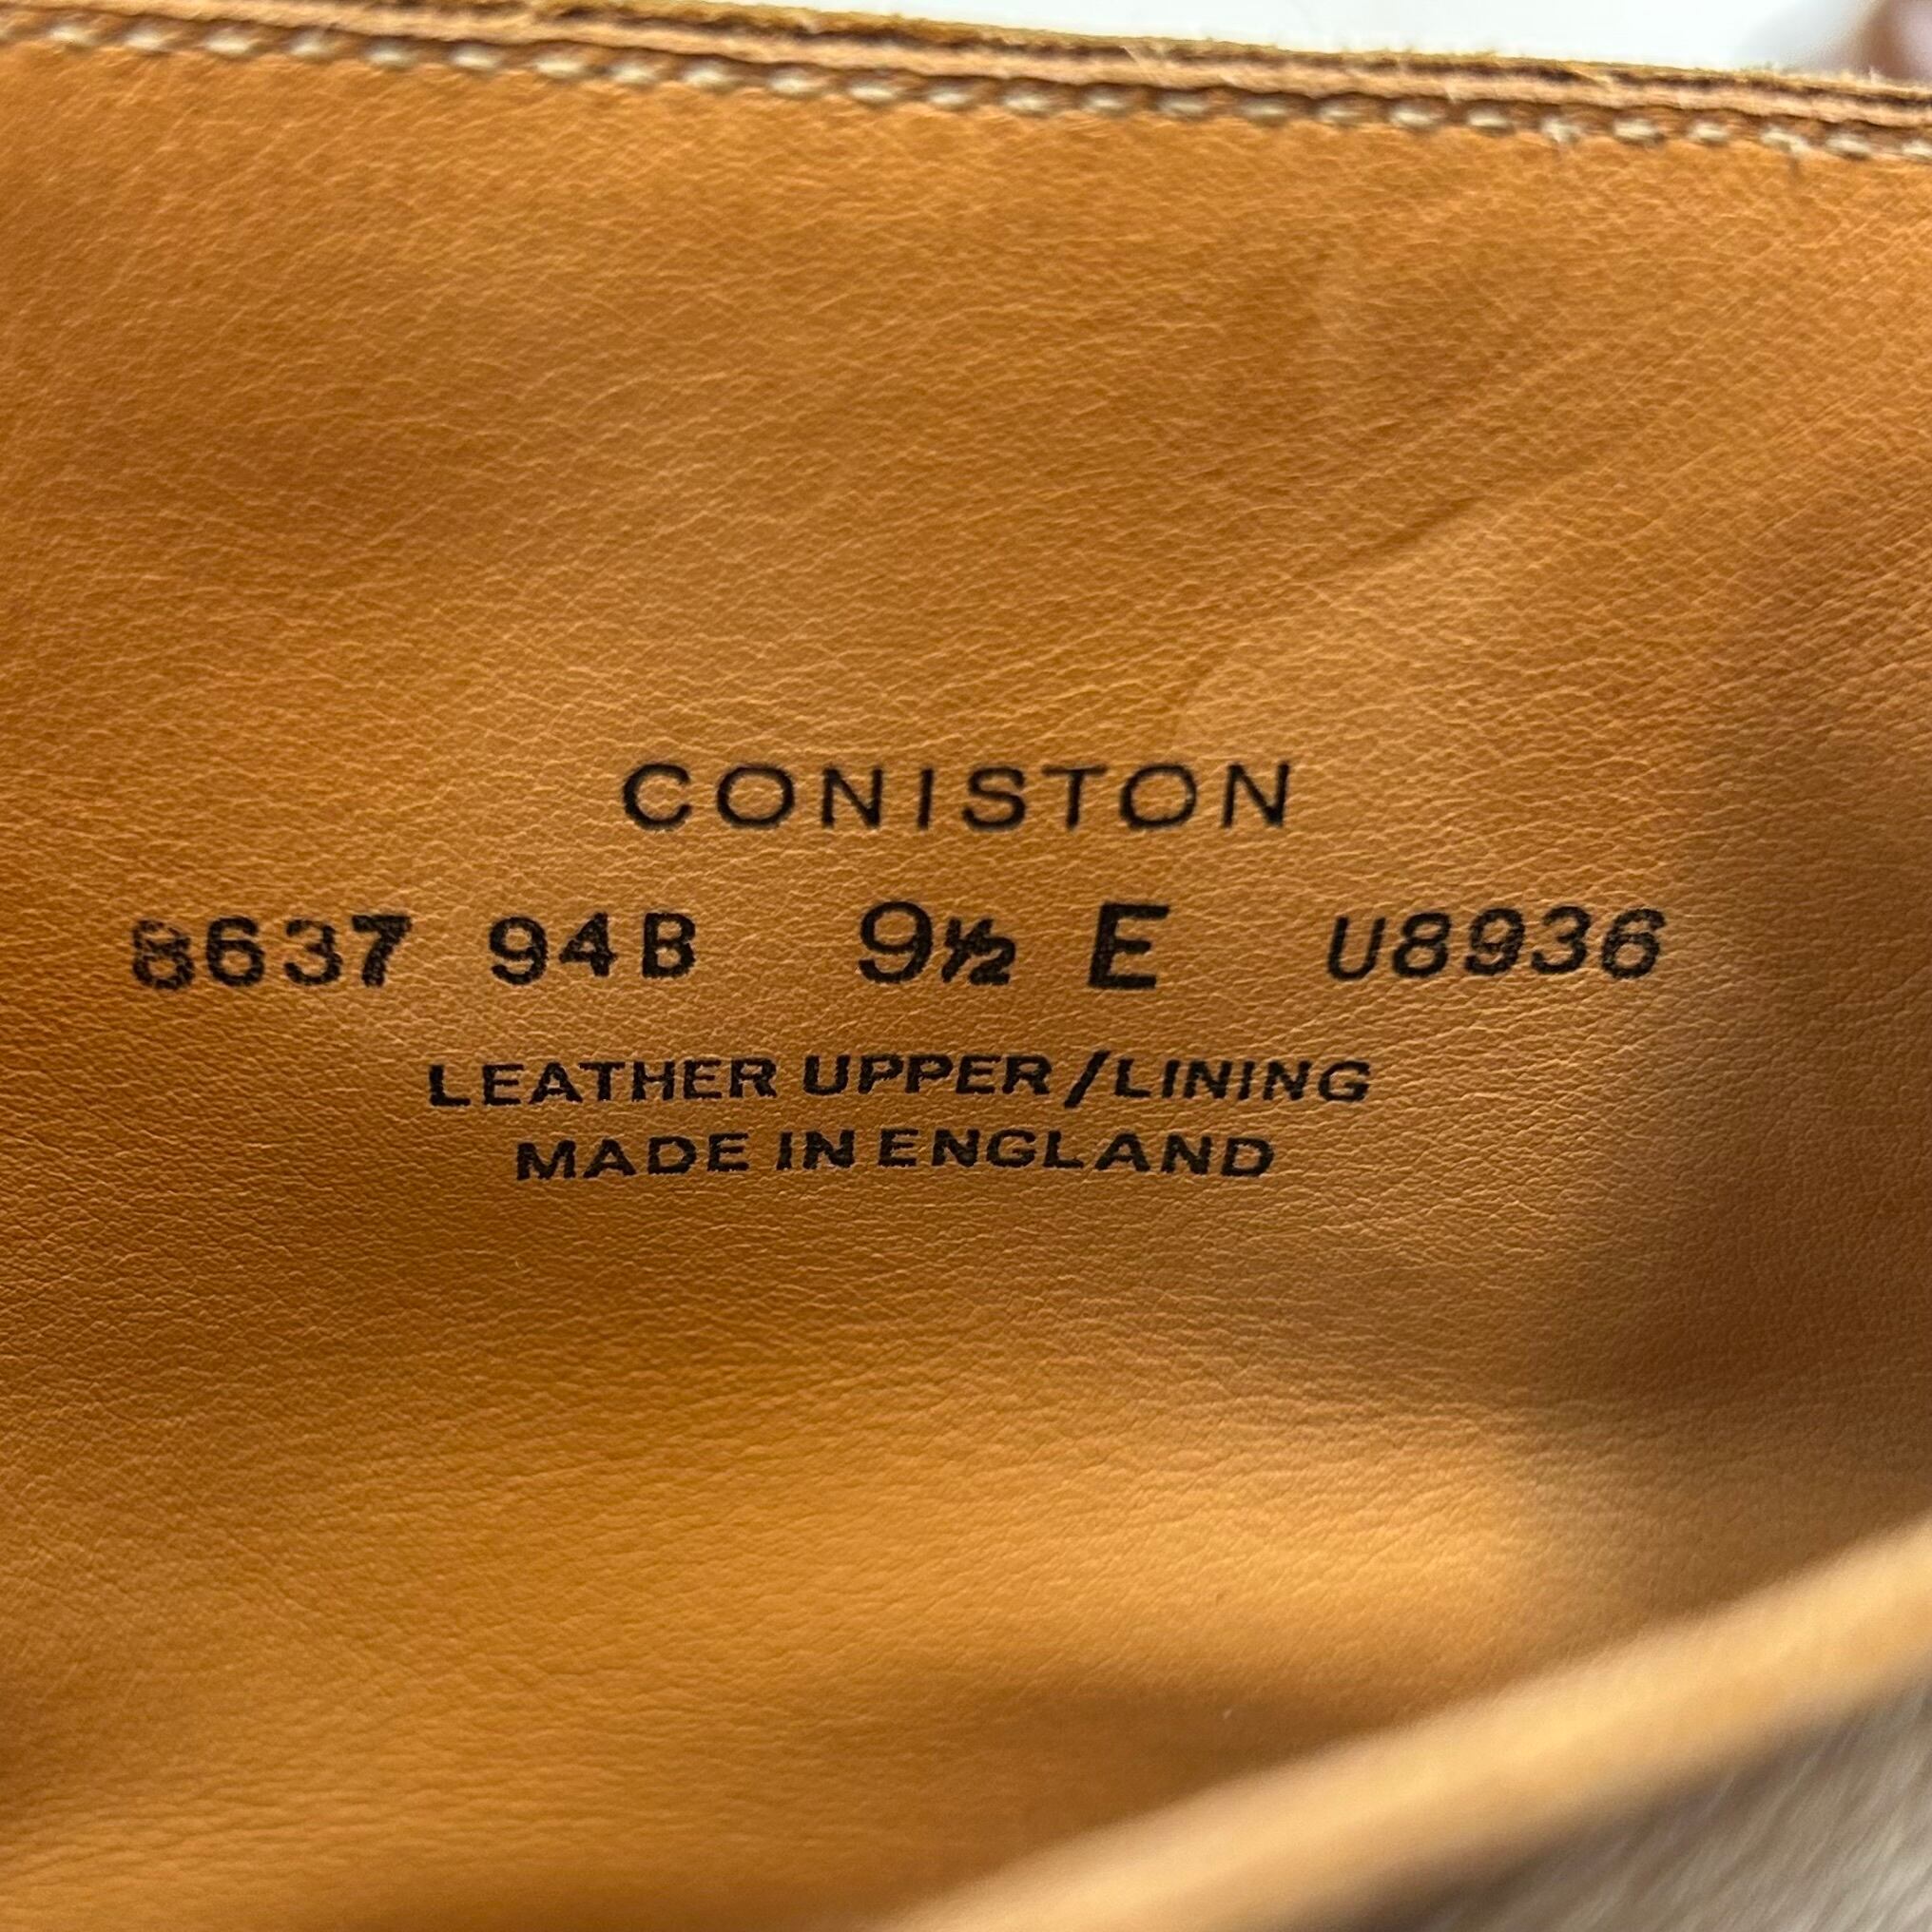 CONISTON
8637 94B 9½ E U8936
LEATHER UPPER/LINING
MADE IN ENGLAND